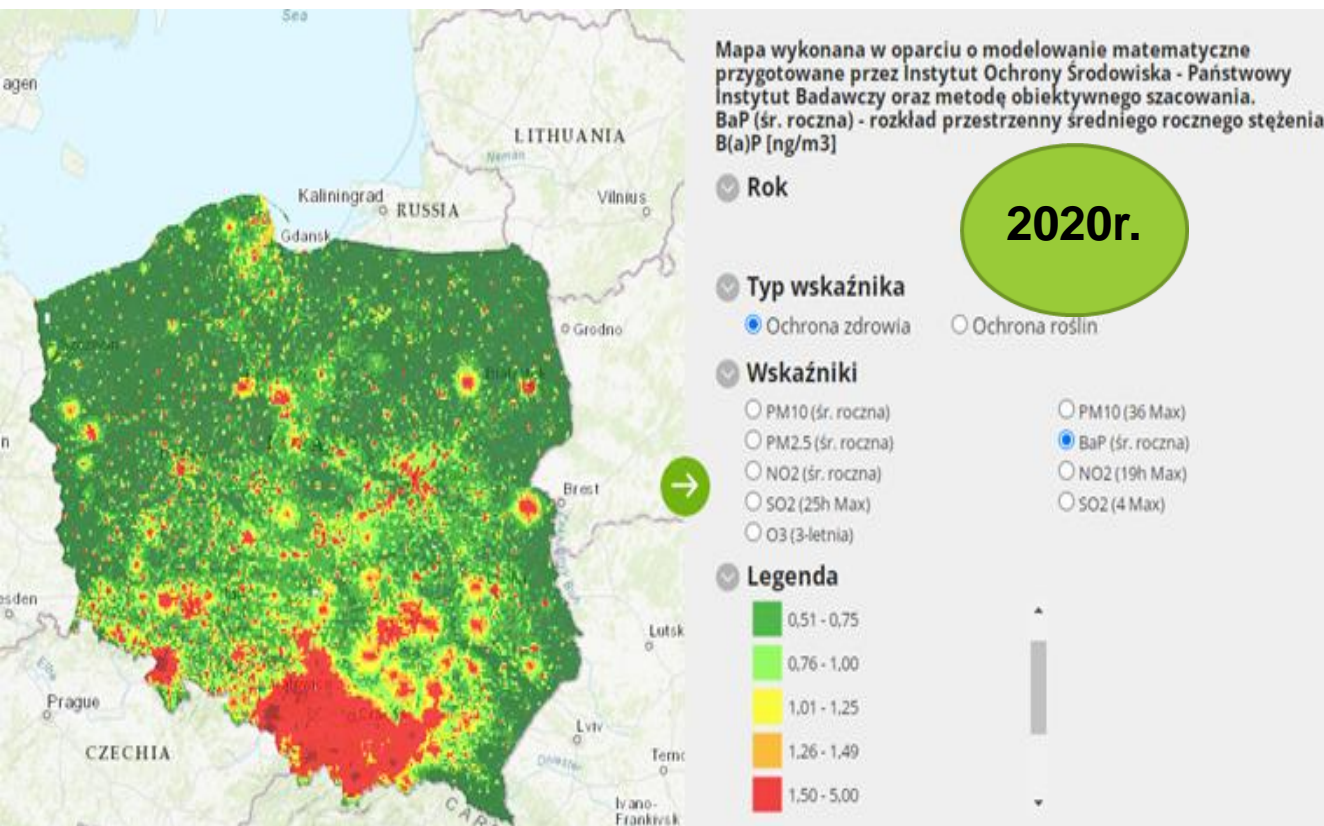 Sea
agen
LITHUANIA
Neman
Kaliningrad
RUSSIA
Vilnius
Gdansk
Grodno
Brest
esden
Elbe
Prague
CZECHIA
Lutsk
Lviv
Dniester
Ivano-
Frankivsk
Mapa wykonana w oparciu o modelowanie matematyczne
przygotowane przez Instytut Ochrony Środowiska - Państwowy
Instytut Badawczy oraz metodę obiektywnego szacowania.
BaP (śr. roczna) - rozkład przestrzenny średniego rocznego stężenia
B(a)P [ng/m3]
Rok
2020r.
Typ wskaźnika
Ochrona zdrowia
Ochrona roślin
Wskaźniki
PM10 (śr. roczna)
PM10 (36 Max)
PM2.5 (śr. roczna)
BaP (śr. roczna)
NO2 (śr. roczna)
NO2 (19h Max)
SO2 (25h Max)
SO2 (4 Max)
O3 (3-letnia)
Legenda
0,51 - 0,75
0,76 - 1,00
1,01 - 1,25
1,26 - 1,49
1,50 - 5,00